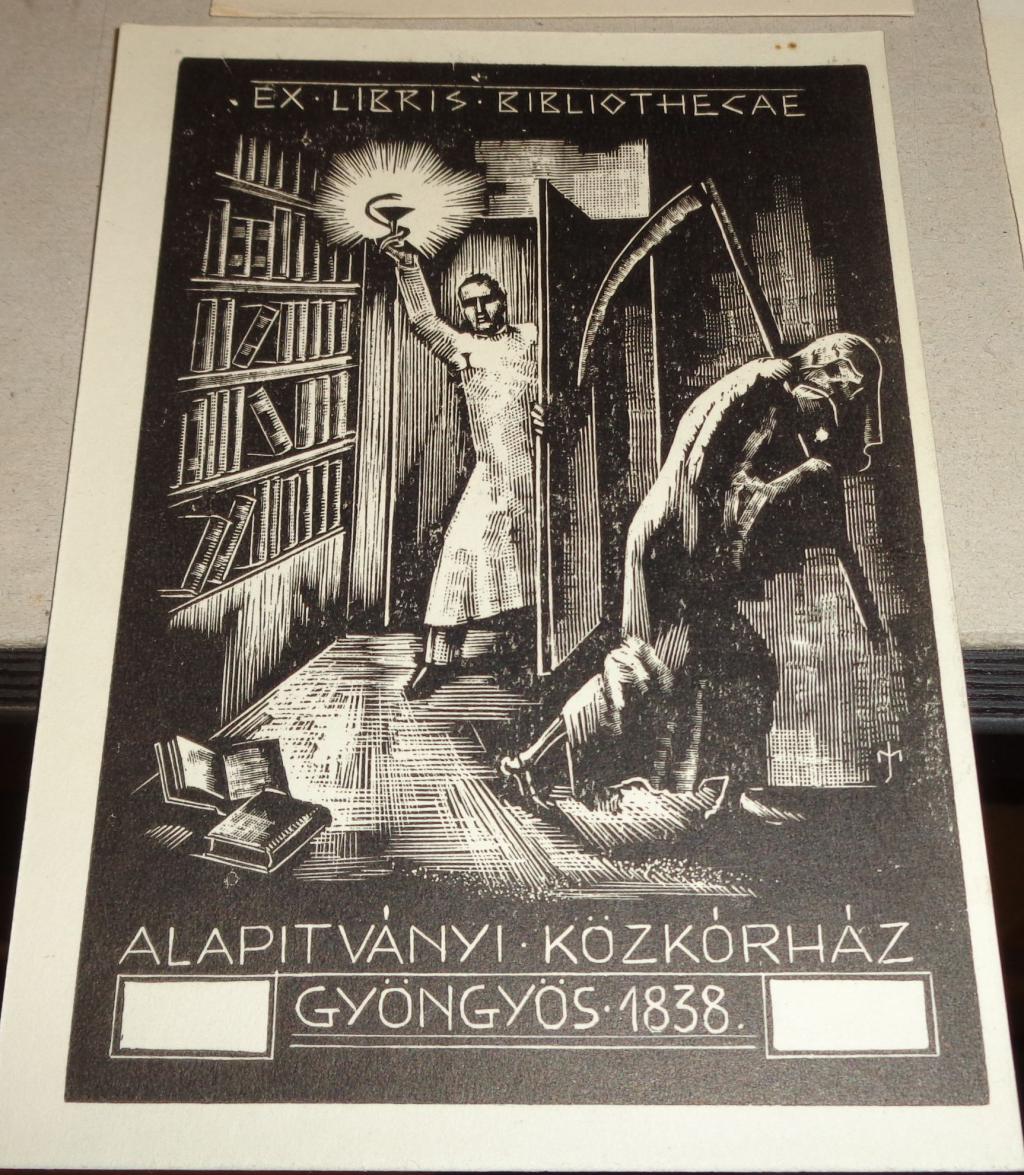 · EX · LIBRIS · BIBLIOTHECAE
ALAPITVÁNYI · KÖZKÓRHÁZ
GYÖNGYÖS · 1838.